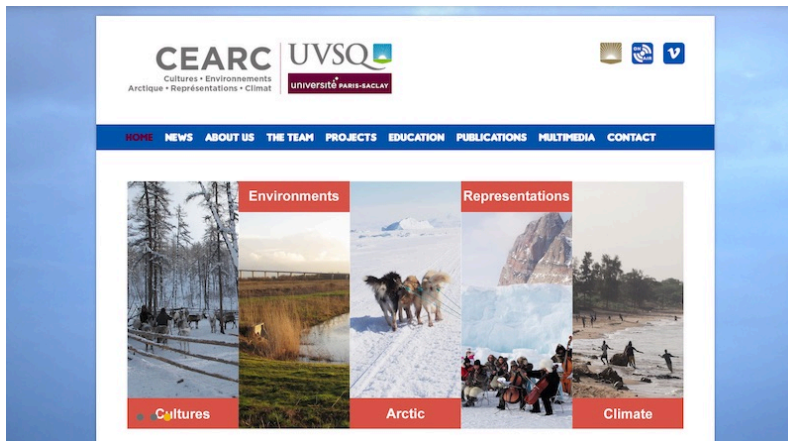 CEARC
Cultures • Environnements
Arctique • Représentations • Climat
UVSQ
université PARIS-SACLAY
HOME NEWS ABOUT US THE TEAM PROJECTS EDUCATION PUBLICATIONS MULTIMEDIA CONTACT
Environments
Representations
Cultures
Arctic
Climate